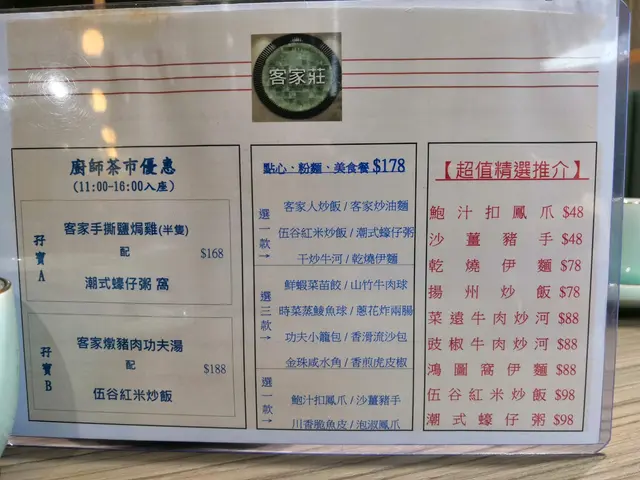 客家莊
廚師茶市優惠
(11:00-16:00入座)
孖寶A
客家手撕鹽焗雞(半隻)
配
$168
潮式蠔仔粥 窩
孖寶B
客家燉豬肉功夫湯
配
$188
伍谷紅米炒飯
點心、粉麵、美食餐 $178
選一款→
客家人炒飯 / 客家炒油麵
伍谷紅米炒飯 / 潮式蠔仔粥
干炒牛河 / 乾燒伊麵
選三款→
鮮蝦菜苗餃 / 山竹牛肉球
時菜蒸鯪魚球 / 蔥花炸兩腸
功夫小籠包 / 香滑流沙包
金珠咸水角 / 香煎虎皮椒
選一款→
鮑汁扣鳳爪 / 沙薑豬手
川香脆魚皮 / 泡淑鳳爪
【超值精選推介】
鮑汁扣鳳爪 $48
沙薑豬手 $48
乾燒伊麵 $78
揚州炒飯 $78
菜遠牛肉炒河 $88
豉椒牛肉炒河 $88
鴻圖窩伊麵 $88
伍谷紅米炒飯 $98
潮式蠔仔粥 $98